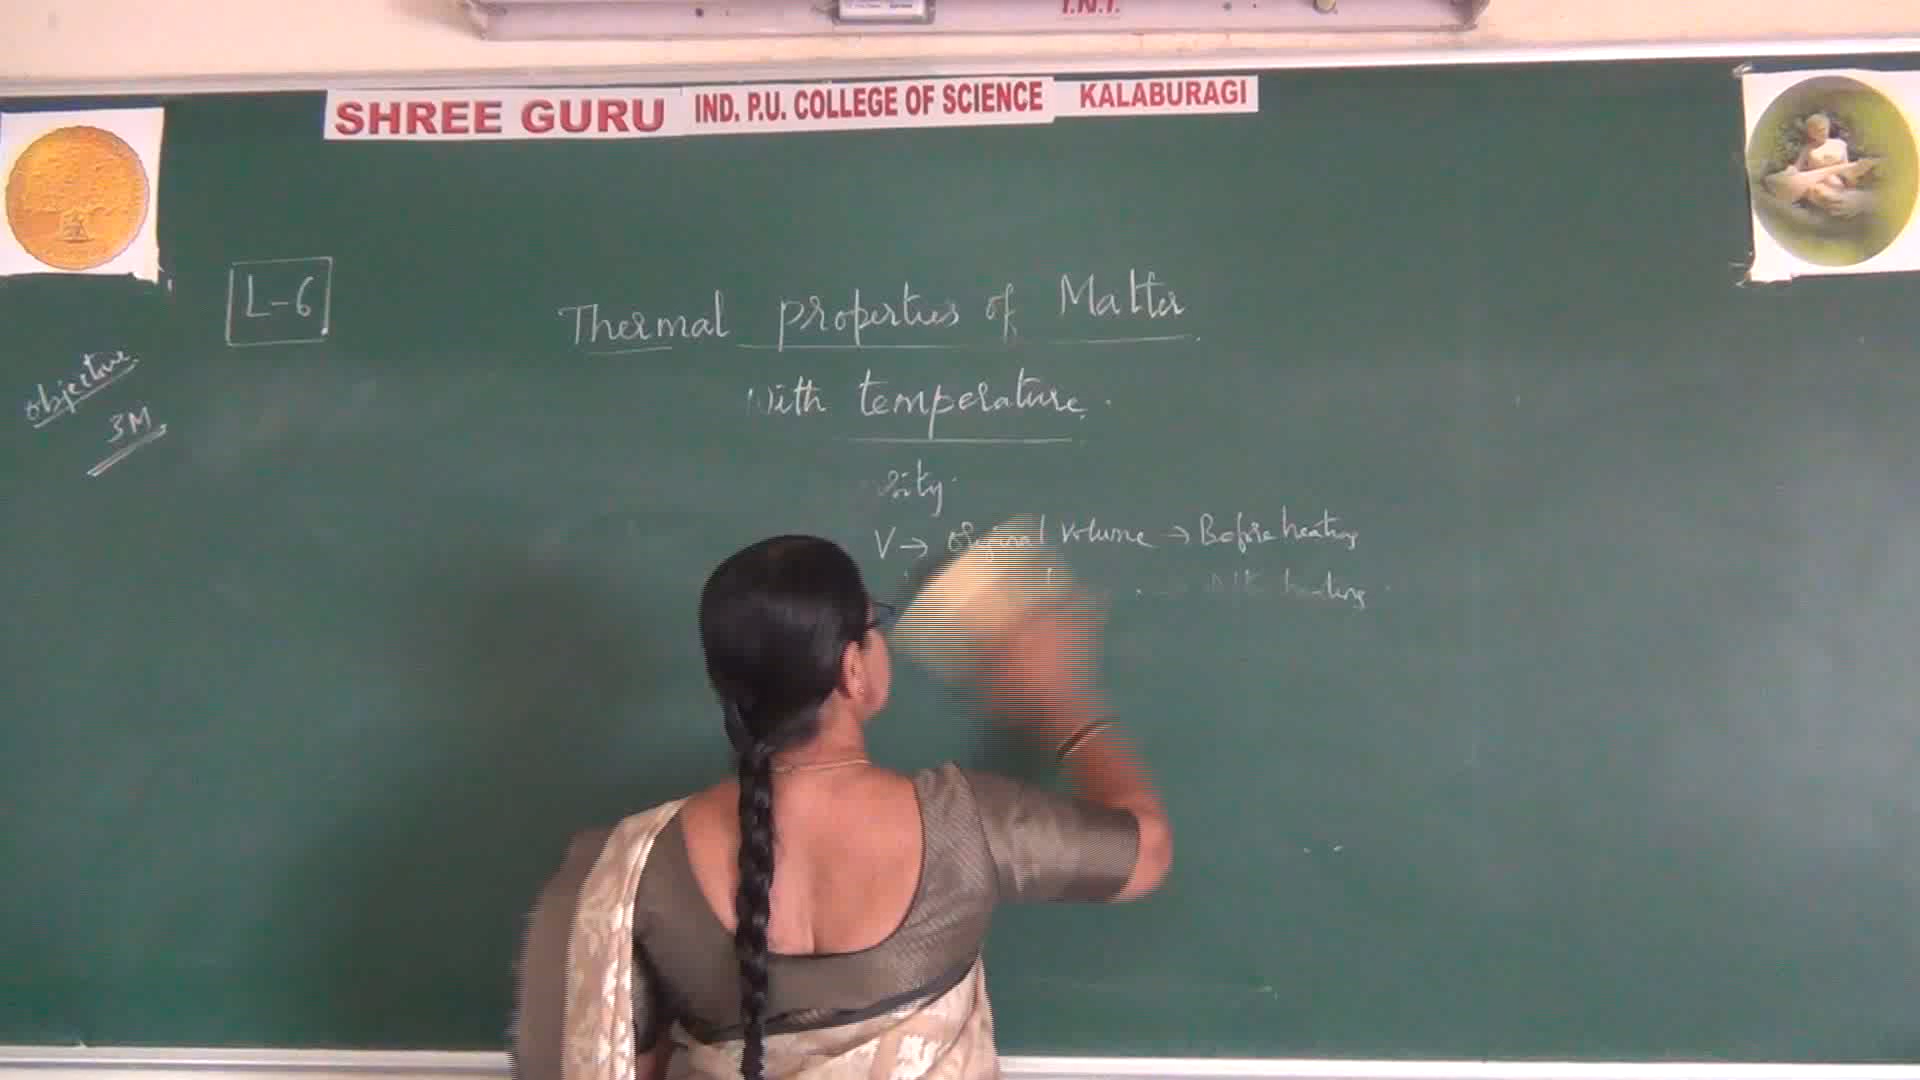 T.N.T.
SHREE GURU IND. P.U. COLLEGE OF SCIENCE KALABURAGI
L-6
Thermal properties of Matter
objective
3M
With temperature.
sity.
V → Original Volume → Before heating
heating